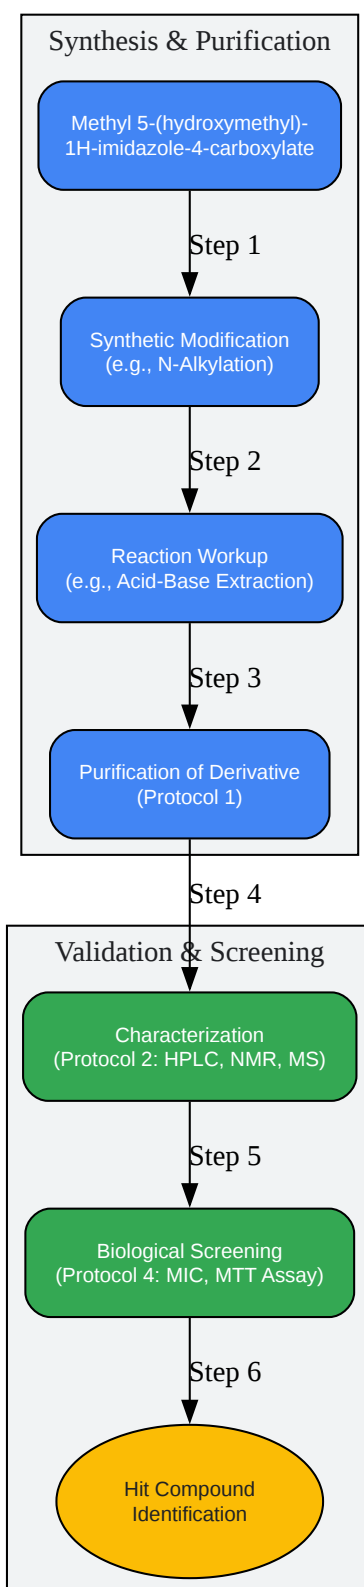 Synthesis & Purification
Methyl 5-(hydroxymethyl)-
1H-imidazole-4-carboxylate
Step 1
Synthetic Modification
(e.g., N-Alkylation)
Step 2
Reaction Workup
(e.g., Acid-Base Extraction)
Step 3
Purification of Derivative
(Protocol 1)
Step 4
Validation & Screening
Characterization
(Protocol 2: HPLC, NMR, MS)
Step 5
Biological Screening
(Protocol 4: MIC, MTT Assay)
Step 6
Hit Compound
Identification